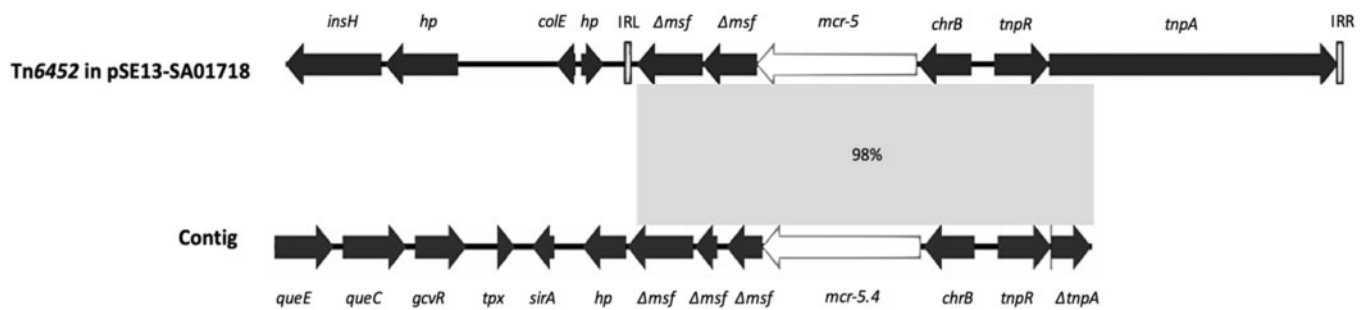 insH hp colE hp IRL Δmsf Δmsf mcr-5 chrB tnpR tnpA IRR
Tn6452 in pSE13-SA01718
98%
Contig
queE queC gcvR tpx sirA hp Δmsf Δmsf Δmsf mcr-5.4 chrB tnpR ΔtnpA